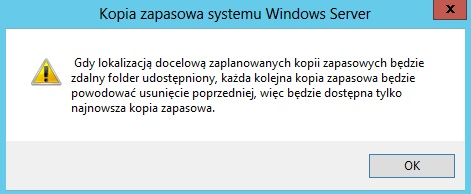 Kopia zapasowa systemu Windows Server
x
Gdy lokalizacją docelową zaplanowanych kopii zapasowych będzie
zdalny folder udostępniony, każda kolejna kopia zapasowa będzie
powodować usunięcie poprzedniej, więc będzie dostępna tylko
najnowsza kopia zapasowa.
OK